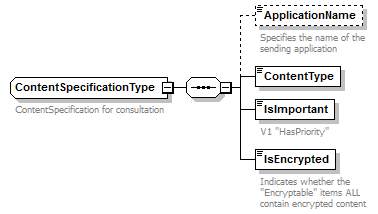 ApplicationName
Specifies the name of the
sending application
ContentSpecificationType
ContentSpecification for consultation
ContentType
IsImportant
V1 "HasPriority"
IsEncrypted
Indicates whether the
"Encryptable" items ALL
contain encrypted content